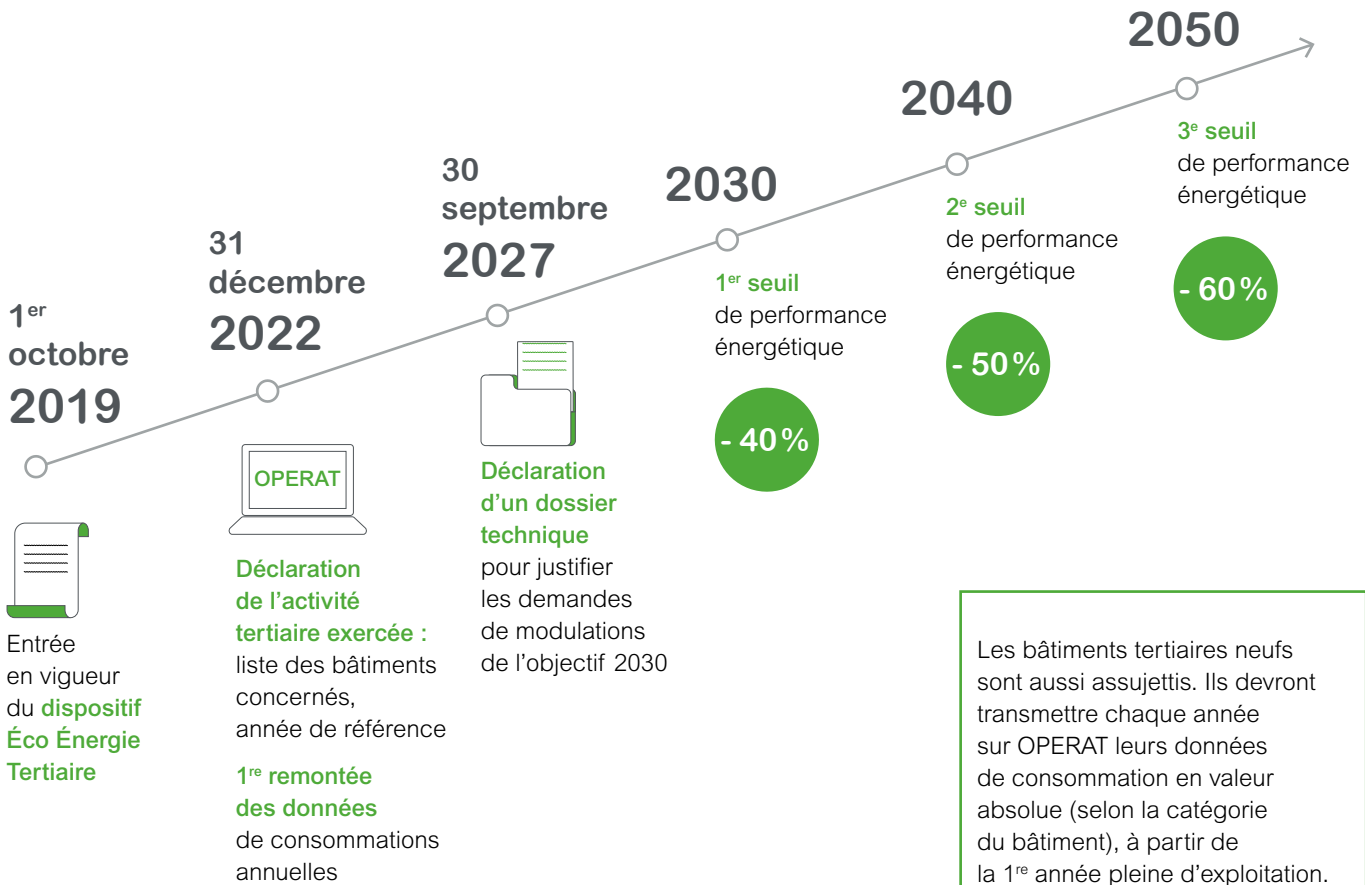 1er
octobre
2019
Entrée
en vigueur
du dispositif
Éco Énergie
Tertiaire
31
décembre
2022
OPERAT
Déclaration
de l'activité
tertiaire exercée :
liste des bâtiments
concernés,
année de référence
1re remontée
des données
de consommations
annuelles
30
septembre
2027
Déclaration
d'un dossier
technique
pour justifier
les demandes
de modulations
de l'objectif 2030
2030
1er seuil
de performance
énergétique
- 40 %
2040
2e seuil
de performance
énergétique
- 50 %
2050
3e seuil
de performance
énergétique
- 60 %
Les bâtiments tertiaires neufs
sont aussi assujettis. Ils devront
transmettre chaque année
sur OPERAT leurs données
de consommation en valeur
absolue (selon la catégorie
du bâtiment), à partir de
la 1re année pleine d'exploitation.